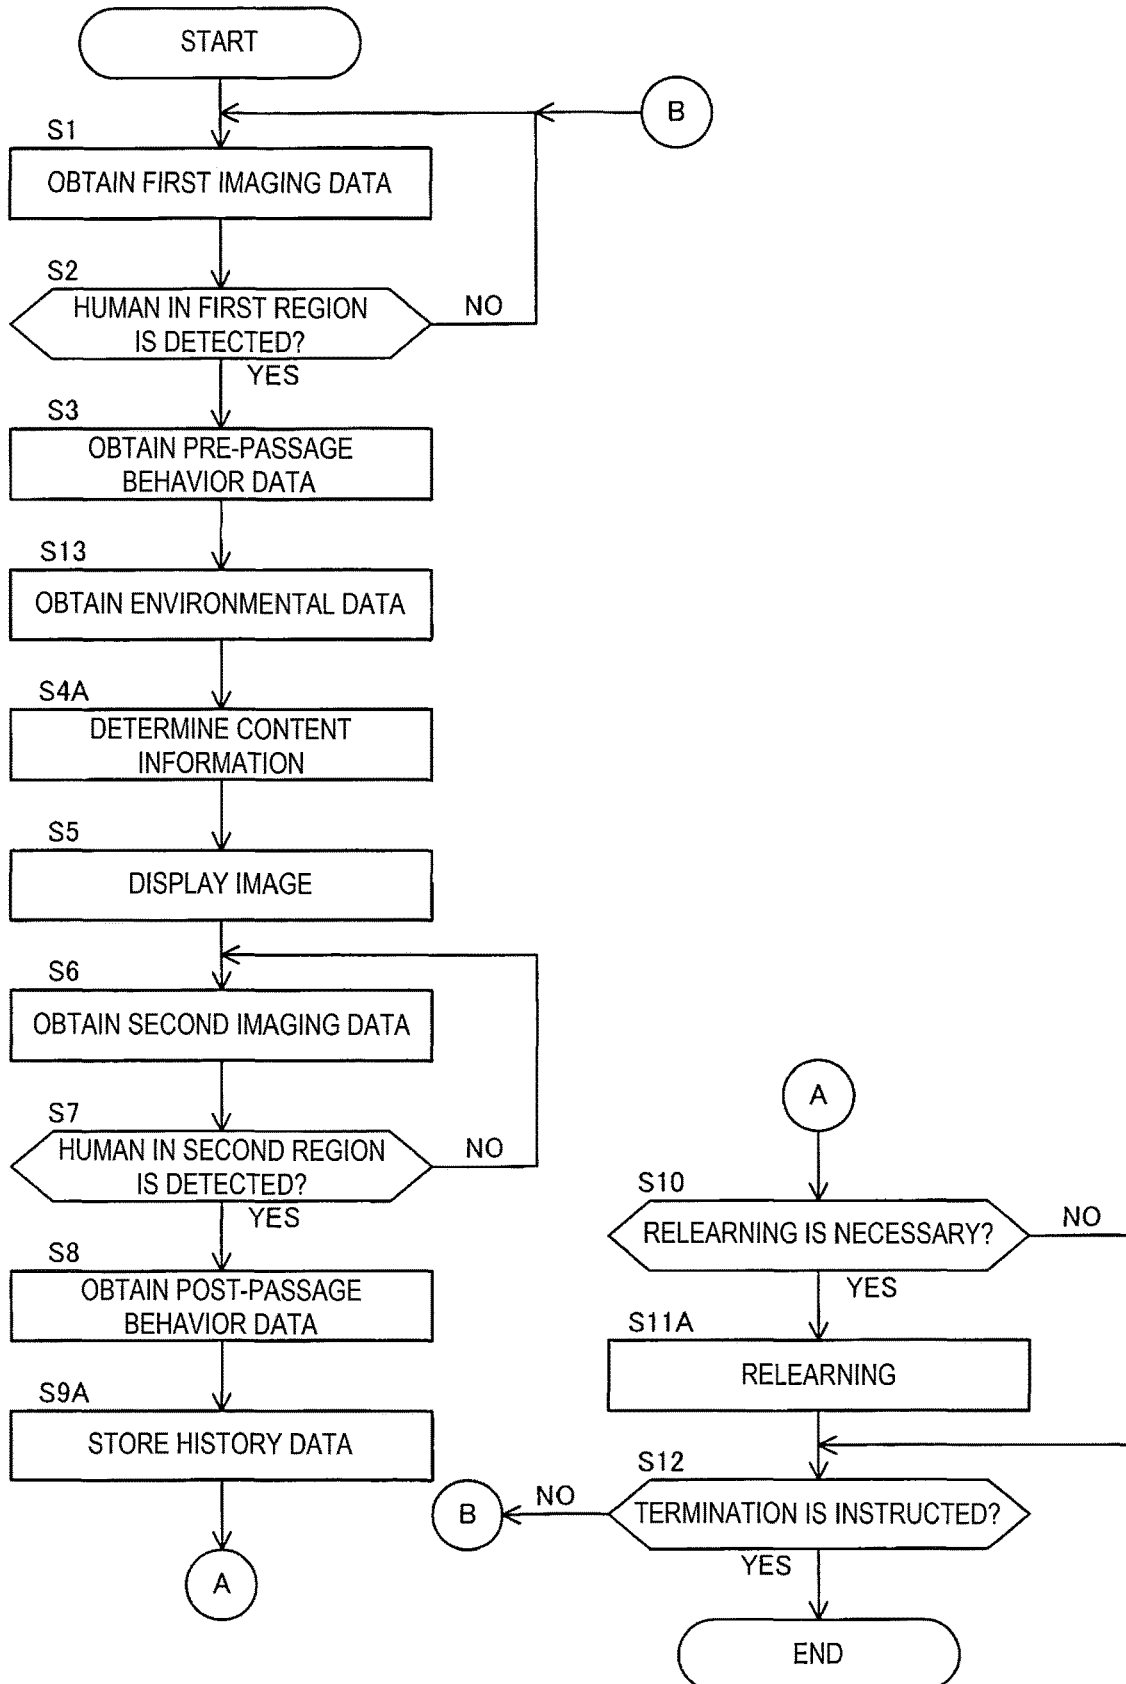 START
B
S1
OBTAIN FIRST IMAGING DATA
S2
HUMAN IN FIRST REGION
IS DETECTED?
NO
YES
S3
OBTAIN PRE-PASSAGE
BEHAVIOR DATA
S13
OBTAIN ENVIRONMENTAL DATA
S4A
DETERMINE CONTENT
INFORMATION
S5
DISPLAY IMAGE
S6
OBTAIN SECOND IMAGING DATA
S7
HUMAN IN SECOND REGION
IS DETECTED?
NO
YES
S8
OBTAIN POST-PASSAGE
BEHAVIOR DATA
S9A
STORE HISTORY DATA
A
A
S10
RELEARNING IS NECESSARY?
NO
YES
S11A
RELEARNING
S12
TERMINATION IS INSTRUCTED?
NO
B
YES
END